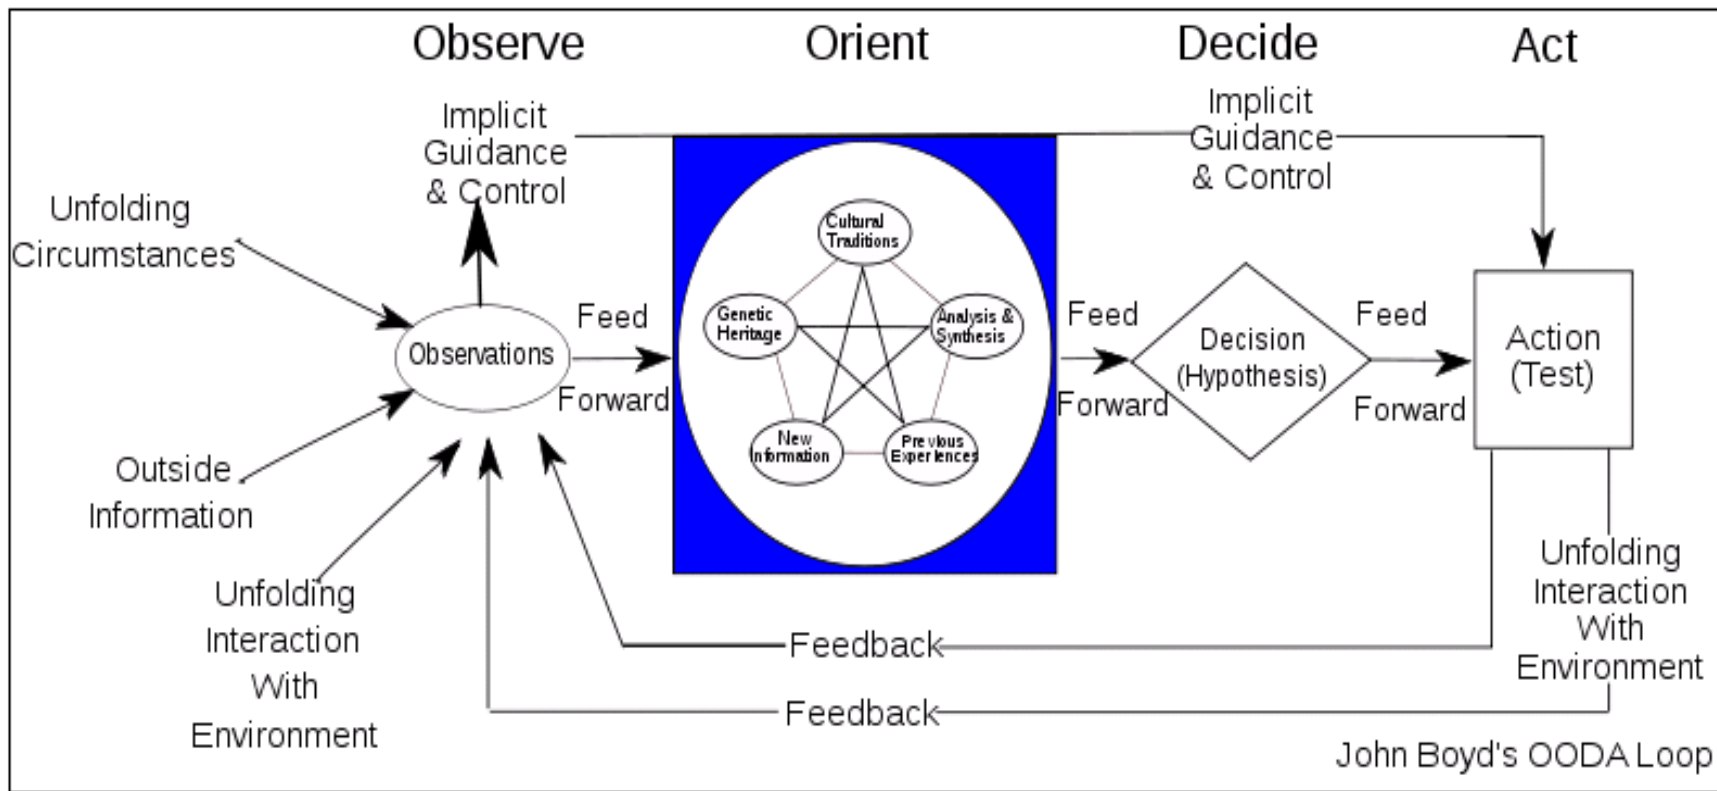 Observe
Orient
Decide
Act
Implicit
Guidance
& Control
Implicit
Guidance
& Control
Unfolding
Circumstances
Observations
Outside
Information
Unfolding
Interaction
With
Environment
Feed
Forward
Cultural
Traditions
Genetic
Heritage
Analysis &
Synthesis
New
Information
Previous
Experiences
Feed
Forward
Decision
(Hypothesis)
Feed
Forward
Action
(Test)
Unfolding
Interaction
With
Environment
Feedback
Feedback
John Boyd's OODA Loop